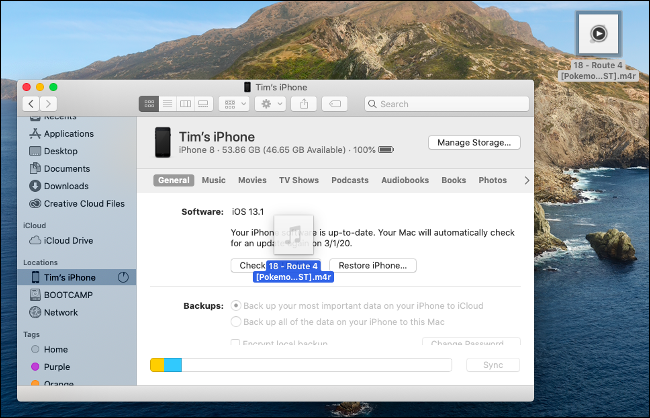 18 - Route 4
[Pokemo...ST].m4r
Tim's iPhone
Search
Recents
Applications
Desktop
Documents
Downloads
Creative Cloud Files
iCloud
iCloud Drive
Locations
Tim's iPhone
BOOTCAMP
Network
Tags
Home
Purple
Orange
Tim's iPhone
iPhone 8 · 53.86 GB (46.65 GB Available) · 100%
Manage Storage...
General Music Movies TV Shows Podcasts Audiobooks Books Photos
Software: iOS 13.1
Your iPhone is up-to-date. Your Mac will automatically check
for an on 3/1/20.
Check Restore iPhone...
18 - Route 4
[Pokemo...ST].m4r
Backups: Back up your most important data on your iPhone to iCloud
Back up all of the data on your iPhone to this Mac
Encrypt local backup Change Password...
Sync